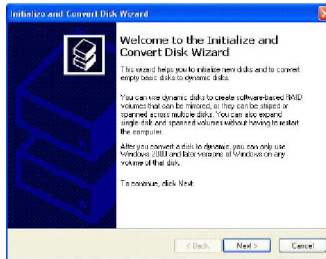 Initialize and Convert Disk Wizard
Welcome to the Initialize and
Convert Disk Wizard
This wizard helps you to initialize new disks and to convert
empty basic disks to dynamic disks.
You can use dynamic disks to create software-based RAID
volumes that can be mirrored, or they can be striped or
spanned across multiple disks. You can also expand
single disk and spanned volumes without having to restart
the computer.
After you convert a disk to dynamic, you can only use
Windows 2000 and later versions of Windows on any
volume of that disk.
To continue, click Next.
< Back
Next >
Cancel